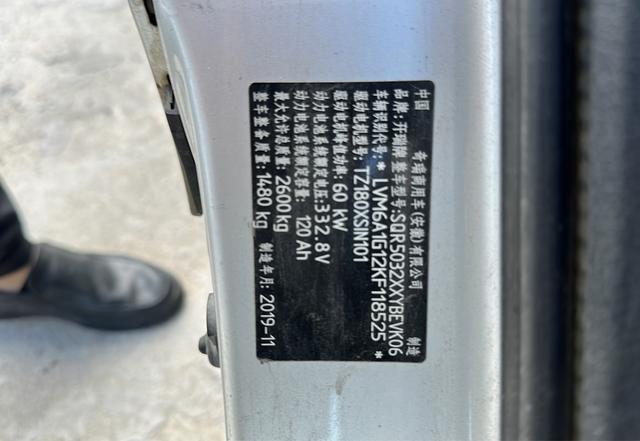 中国 奇瑞商用车(安徽)有限公司 制造
品牌:开瑞牌 整车型号:SQR5032XXYBEVK06
车辆识别代号:*LVM6A1G12KF118525*
驱动电机型号:TZ180XSIN101
驱动电机峰值功率:60 kW
动力电池系统额定电压:332.8V
动力电池系统额定容量:120Ah
最大允许总质量:2600kg
整车整备质量:1480 kg 制造年月:2019-11